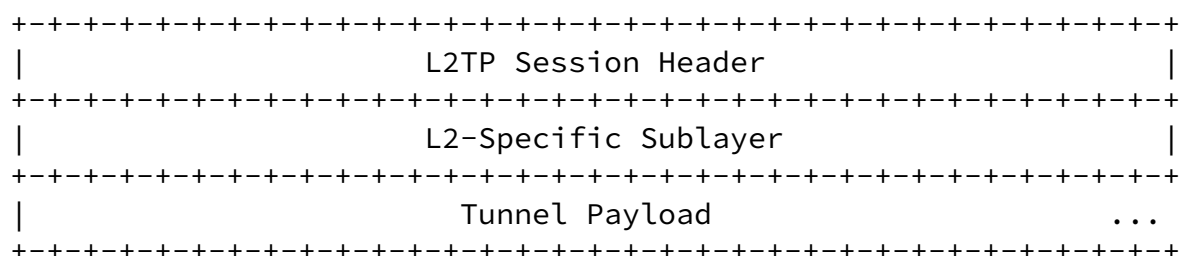 +-+-+-+-+-+-+-+-+-+-+-+-+-+-+-+-+-+-+-+-+-+-+-+-+-+-+-+-+-+-+-+-+
|                      L2TP Session Header                      |
+-+-+-+-+-+-+-+-+-+-+-+-+-+-+-+-+-+-+-+-+-+-+-+-+-+-+-+-+-+-+-+-+
|                      L2-Specific Sublayer                     |
+-+-+-+-+-+-+-+-+-+-+-+-+-+-+-+-+-+-+-+-+-+-+-+-+-+-+-+-+-+-+-+-+
|                        Tunnel Payload                      ...
+-+-+-+-+-+-+-+-+-+-+-+-+-+-+-+-+-+-+-+-+-+-+-+-+-+-+-+-+-+-+-+-+